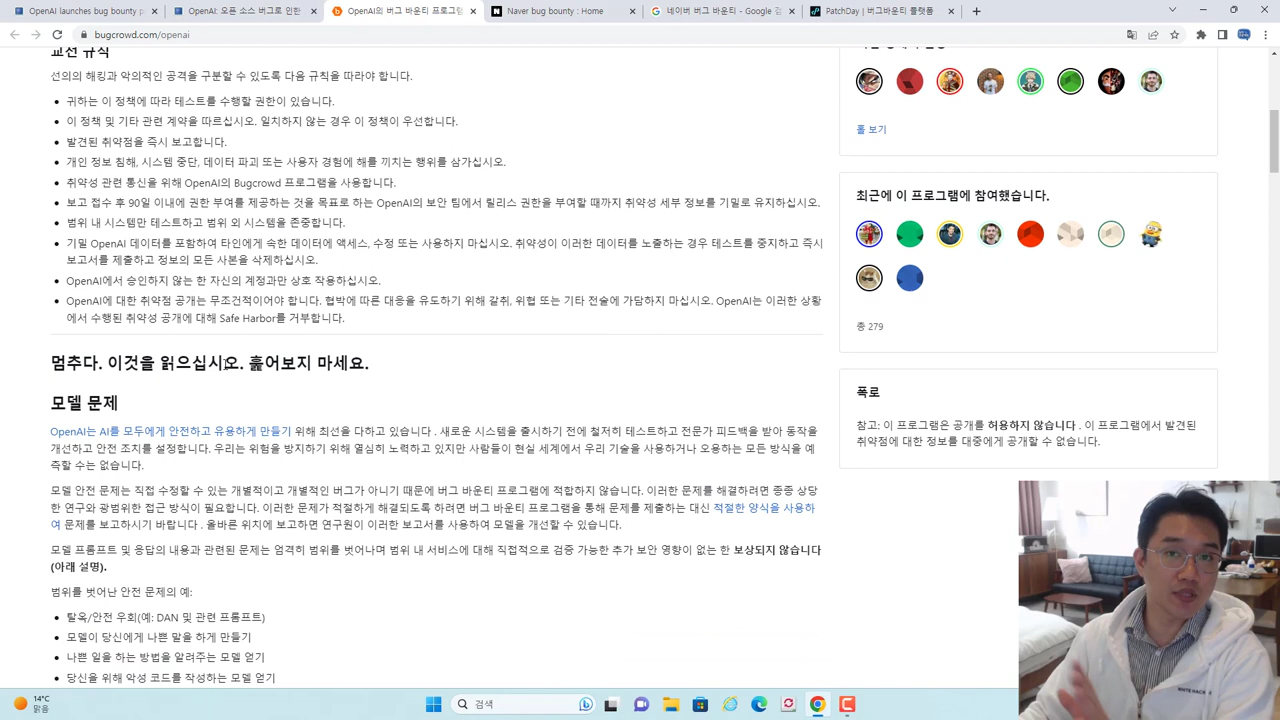 OpenAI launches bug bounty p
OpenAI: 오픈 소스 버그로 인한
OpenAI의 버그 바운티 프로그램
Naver bug bounty : Home
네이버 버그 바운티 - Google 검
PatchDay | 버그바운티 플랫폼
bugcrowd.com/openai
교전 규칙
선의의 해킹과 악의적인 공격을 구분할 수 있도록 다음 규칙을 따라야 합니다.
귀하는 이 정책에 따라 테스트를 수행할 권한이 있습니다.
이 정책 및 기타 관련 계약을 따르십시오. 일치하지 않는 경우 이 정책이 우선합니다.
발견된 취약점을 즉시 보고합니다.
개인 정보 침해, 시스템 중단, 데이터 파괴 또는 사용자 경험에 해를 끼치는 행위를 삼가십시오.
취약성 관련 통신을 위해 OpenAI의 Bugcrowd 프로그램을 사용합니다.
보고 접수 후 90일 이내에 권한 부여를 제공하는 것을 목표로 하는 OpenAI의 보안 팀에서 릴리스 권한을 부여할 때까지 취약성 세부 정보를 기밀로 유지하십시오.
범위 내 시스템만 테스트하고 범위 외 시스템을 존중합니다.
기밀 OpenAI 데이터를 포함하여 타인에게 속한 데이터에 액세스, 수정 또는 사용하지 마십시오. 취약성이 이러한 데이터를 노출하는 경우 테스트를 중지하고 즉시
보고서를 제출하고 정보의 모든 사본을 삭제하십시오.
OpenAI에서 승인하지 않는 한 자신의 계정과만 상호 작용하십시오.
OpenAI에 대한 취약점 공개는 무조건적이어야 합니다. 협박에 따른 대응을 유도하기 위해 갈취, 위협 또는 기타 전술에 가담하지 마십시오. OpenAI는 이러한 상황
에서 수행된 취약성 공개에 대해 Safe Harbor를 거부합니다.
멈추다. 이것을 읽으십시오. 훑어보지 마세요.
모델 문제
OpenAI는 AI를 모두에게 안전하고 유용하게 만들기 위해 최선을 다하고 있습니다 . 새로운 시스템을 출시하기 전에 철저히 테스트하고 전문가 피드백을 받아 동작을
개선하고 안전 조치를 설정합니다. 우리는 위험을 방지하기 위해 열심히 노력하고 있지만 사람들이 현실 세계에서 우리 기술을 사용하거나 오용하는 모든 방식을 예
측할 수는 없습니다.
모델 안전 문제는 직접 수정할 수 있는 개별적이고 개별적인 버그가 아니기 때문에 버그 바운티 프로그램에 적합하지 않습니다. 이러한 문제를 해결하려면 종종 상당
한 연구와 광범위한 접근 방식이 필요합니다. 이러한 문제가 적절하게 해결되도록 하려면 버그 바운티 프로그램을 통해 문제를 제출하는 대신 적절한 양식을 사용하
여 문제를 보고하시기 바랍니다 . 올바른 위치에 보고하면 연구원이 이러한 보고서를 사용하여 모델을 개선할 수 있습니다.
모델 프롬프트 및 응답의 내용과 관련된 문제는 엄격히 범위를 벗어나며 범위 내 서비스에 대해 직접적으로 검증 가능한 추가 보안 영향이 없는 한 보상되지 않습니다
(아래 설명).
범위를 벗어난 안전 문제의 예:
탈옥/안전 우회(예: DAN 및 관련 프롬프트)
모델이 당신에게 나쁜 말을 하게 만들기
나쁜 일을 하는 방법을 알려주는 모델 얻기
당신을 위해 악성 코드를 작성하는 모델 얻기
홀 보기
최근에 이 프로그램에 참여했습니다.
종 279
폭로
참고: 이 프로그램은 공개를 허용하지 않습니다 . 이 프로그램에서 발견된
취약점에 대한 정보를 대중에게 공개할 수 없습니다.
14°C
맑음
검색